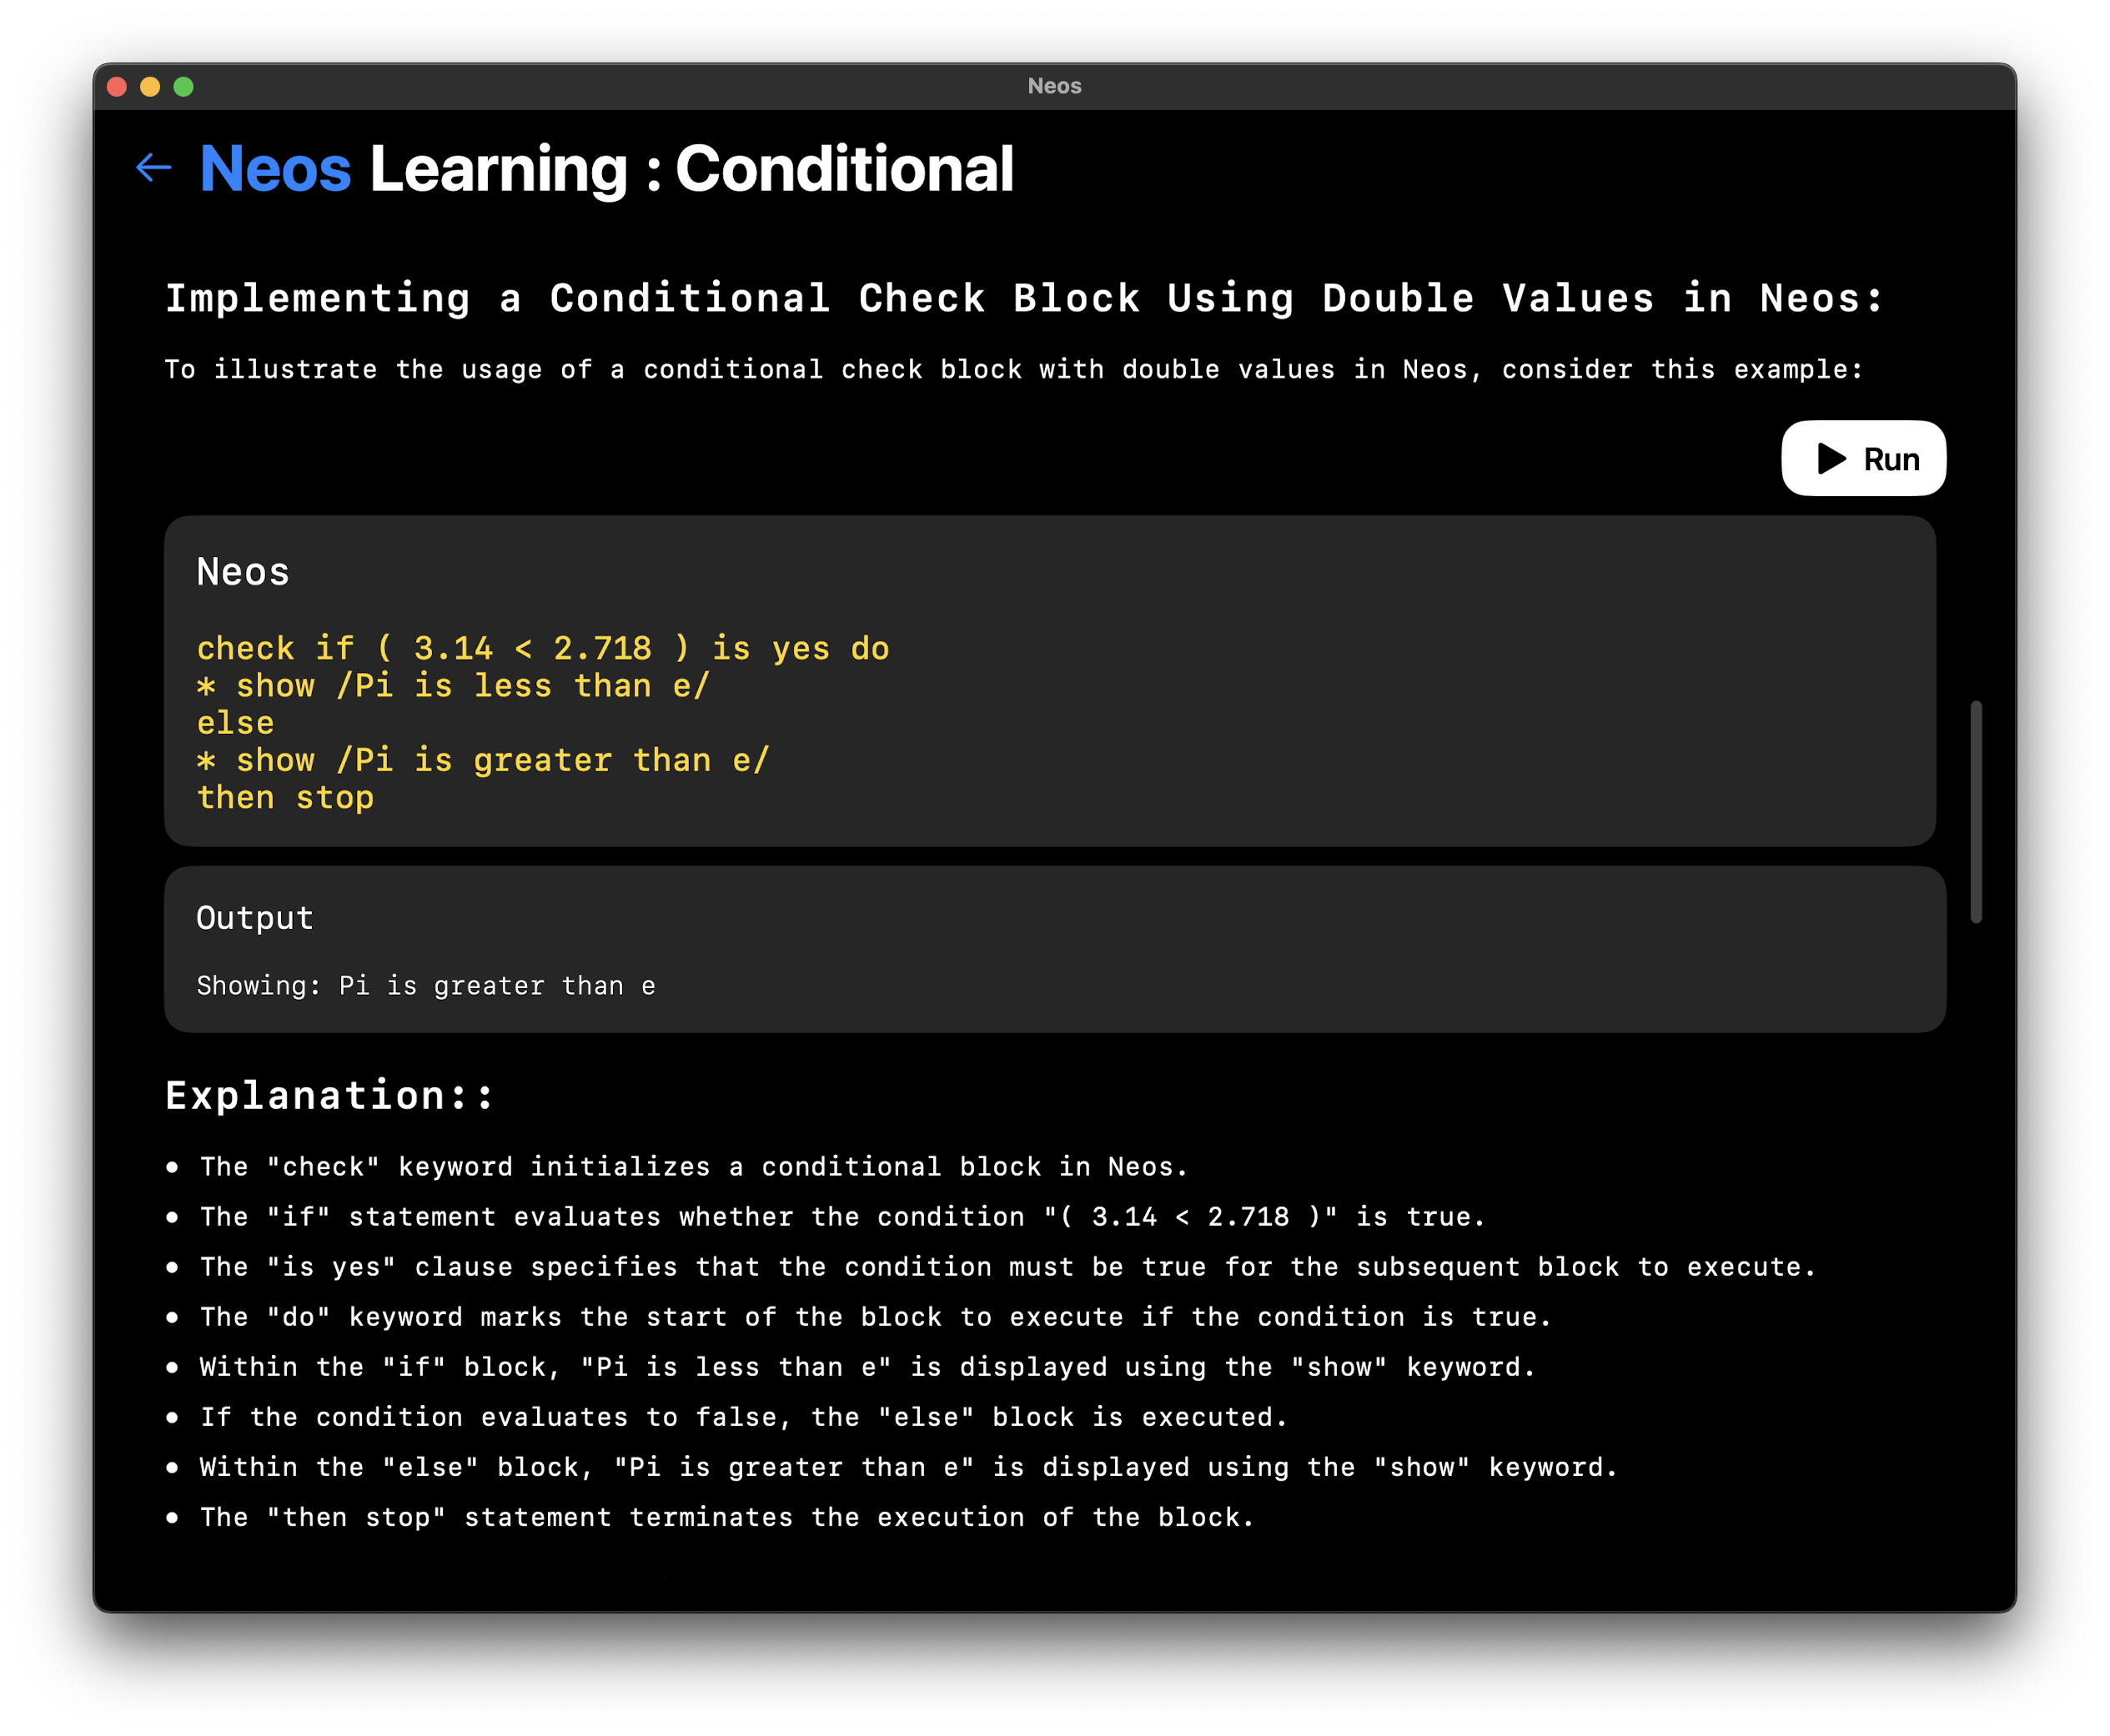 Neos
Neos Learning : Conditional
Implementing a Conditional Check Block Using Double Values in Neos:
To illustrate the usage of a conditional check block with double values in Neos, consider this example:
Run
Neos
check if ( 3.14 < 2.718 ) is yes do
* show /Pi is less than e/
else
* show /Pi is greater than e/
then stop
Output
Showing: Pi is greater than e
Explanation::
• The "check" keyword initializes a conditional block in Neos.
• The "if" statement evaluates whether the condition "( 3.14 < 2.718 )" is true.
• The "is yes" clause specifies that the condition must be true for the subsequent block to execute.
• The "do" keyword marks the start of the block to execute if the condition is true.
• Within the "if" block, "Pi is less than e" is displayed using the "show" keyword.
• If the condition evaluates to false, the "else" block is executed.
• Within the "else" block, "Pi is greater than e" is displayed using the "show" keyword.
• The "then stop" statement terminates the execution of the block.